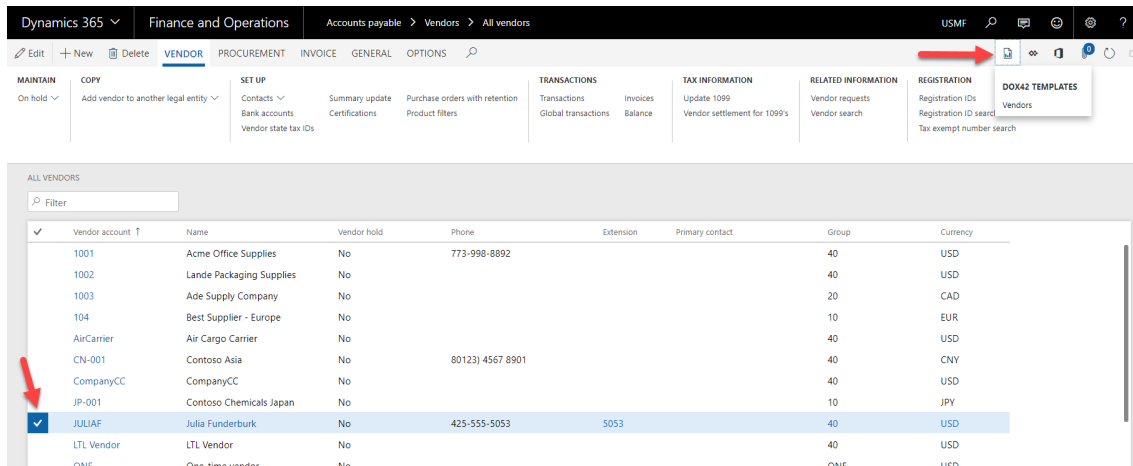 Dynamics 365 Finance and Operations Accounts payable > Vendors > All vendors USMF ?
Edit + New Delete VENDOR PROCUREMENT INVOICE GENERAL OPTIONS 0
MAINTAIN COPY SET UP TRANSACTIONS TAX INFORMATION RELATED INFORMATION REGISTRATION DOX42 TEMPLATES
On hold Add vendor to another legal entity Contacts Summary update Purchase orders with retention Transactions Invoices Update 1099 Vendor requests Registration IDs Vendors
Bank accounts Certifications Product filters Global transactions Balance Vendor settlement for 1099's Vendor search Registration ID search
Vendor state tax IDs Tax exempt number search
ALL VENDORS
Filter
Vendor account ↑ Name Vendor hold Phone Extension Primary contact Group Currency
1001 Acme Office Supplies No 773-998-8892 40 USD
1002 Lande Packaging Supplies No 40 USD
1003 Ade Supply Company No 20 CAD
104 Best Supplier - Europe No 10 EUR
AirCarrier Air Cargo Carrier No 40 USD
CN-001 Contoso Asia No 80123) 4567 8901 40 CNY
CompanyCC CompanyCC No 40 USD
JP-001 Contoso Chemicals Japan No 10 JPY
JULIAF Julia Funderburk No 425-555-5053 5053 40 USD
LTL Vendor LTL Vendor No 40 USD
ONE One-time vendor No ONE USD